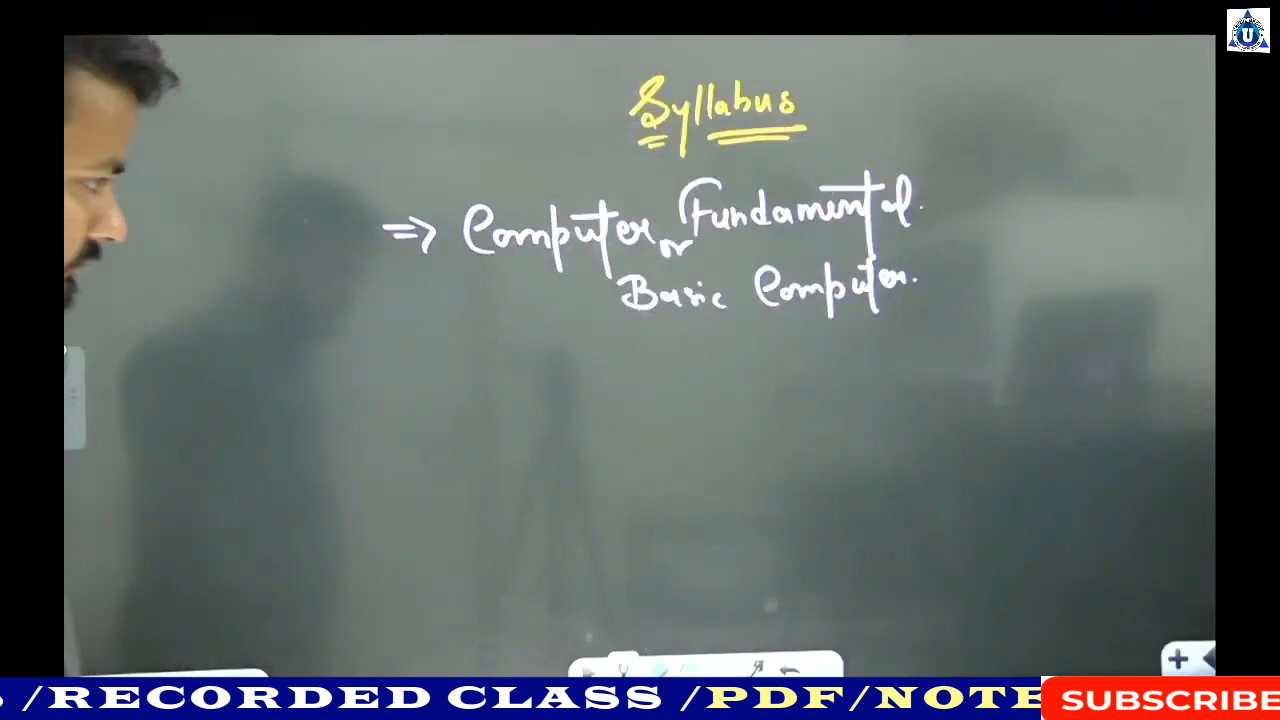 Syllabus
⇒ Computer Fundamental.
or
Basic Computer.
U
/RECORDED CLASS /PDF/NOTE
SUBSCRIBE